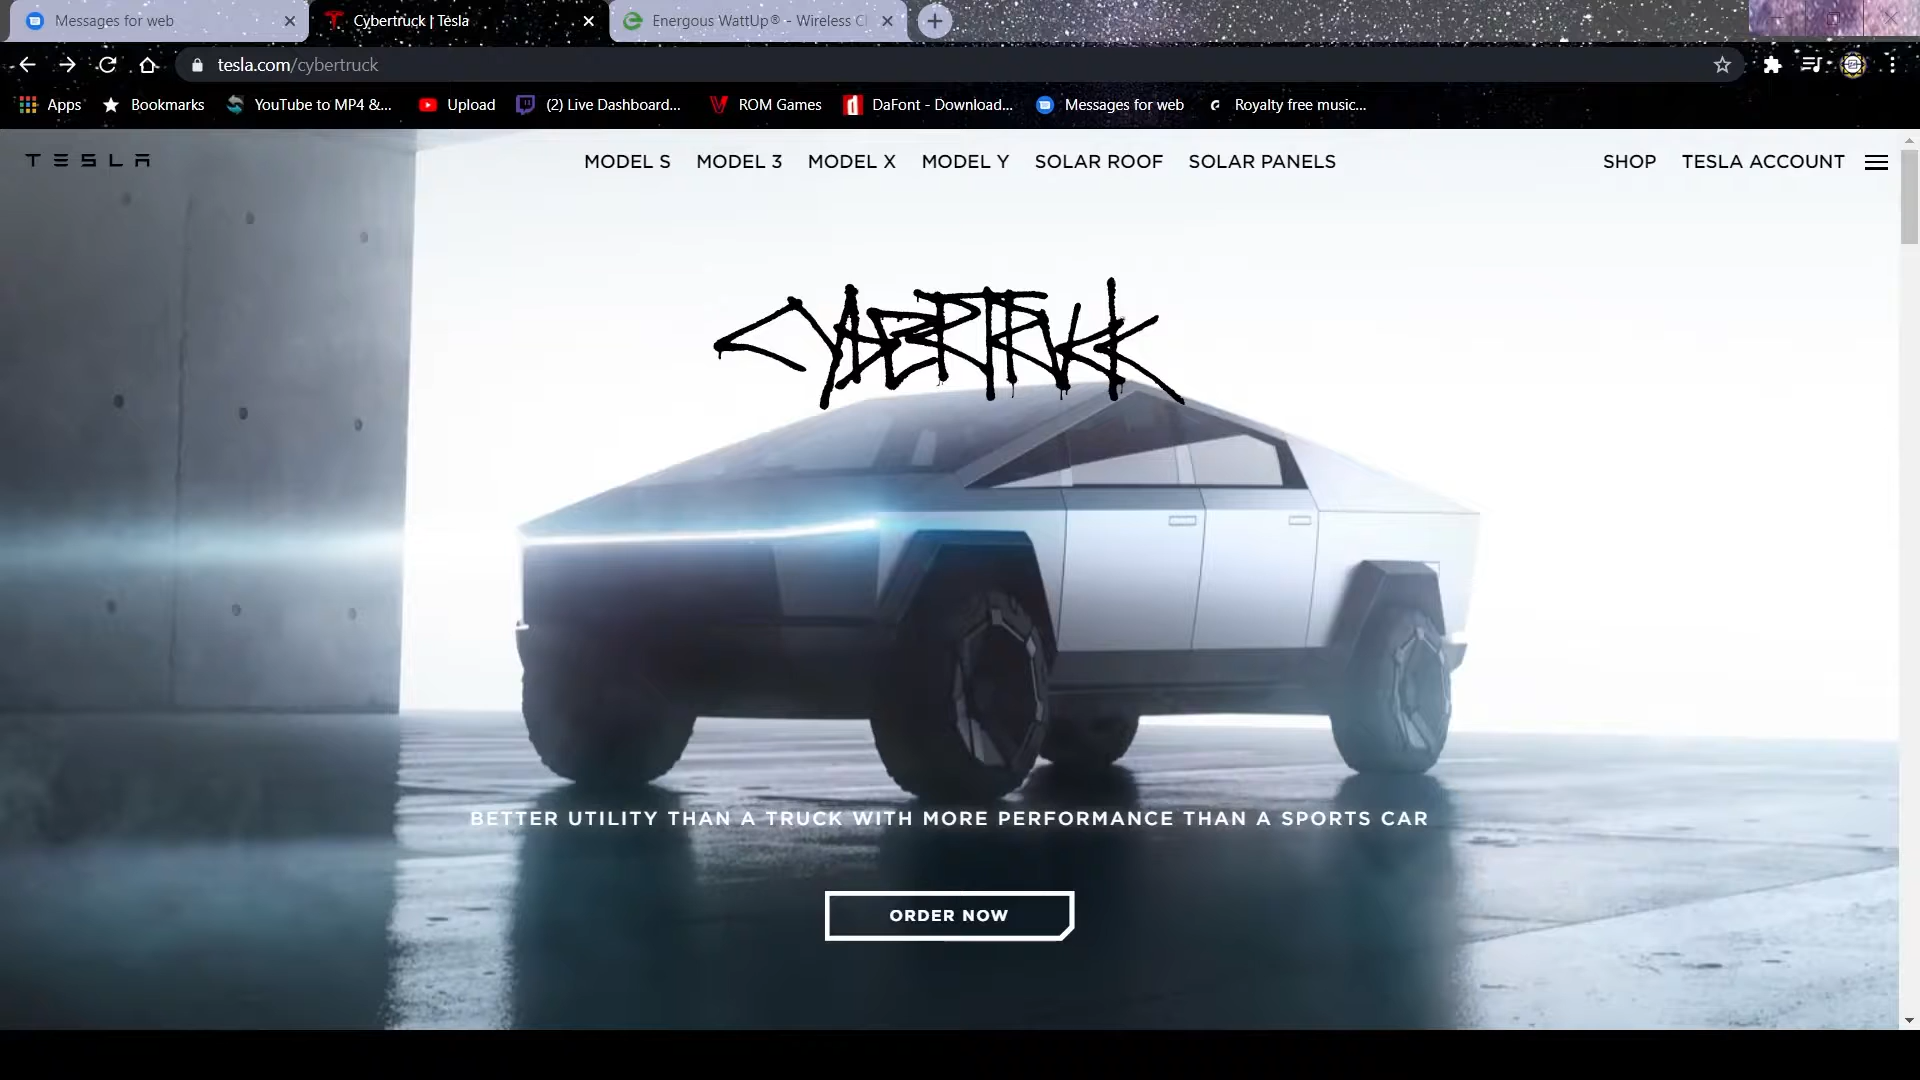 Messages for web
Cybertruck | Tesla
Energous WattUp® - Wireless C
tesla.com/cybertruck
Apps
Bookmarks
YouTube to MP4 &...
Upload
(2) Live Dashboard...
ROM Games
DaFont - Download...
Messages for web
Royalty free music...
TESLA
MODEL S
MODEL 3
MODEL X
MODEL Y
SOLAR ROOF
SOLAR PANELS
SHOP
TESLA ACCOUNT
CYBERTRUCK
BETTER UTILITY THAN A TRUCK WITH MORE PERFORMANCE THAN A SPORTS CAR
ORDER NOW